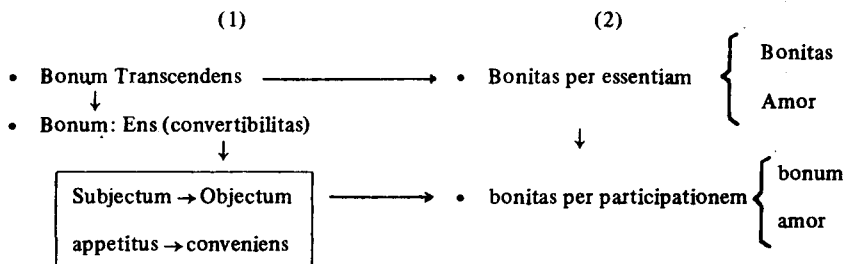 (1) (2)
• Bonum Transcendens → • Bonitas per essentiam { Bonitas
Amor
↓
• Bonum: Ens (convertibilitas) ↓
↓
Subjectum → Objectum → • bonitas per participationem { bonum
appetitus → conveniens amor